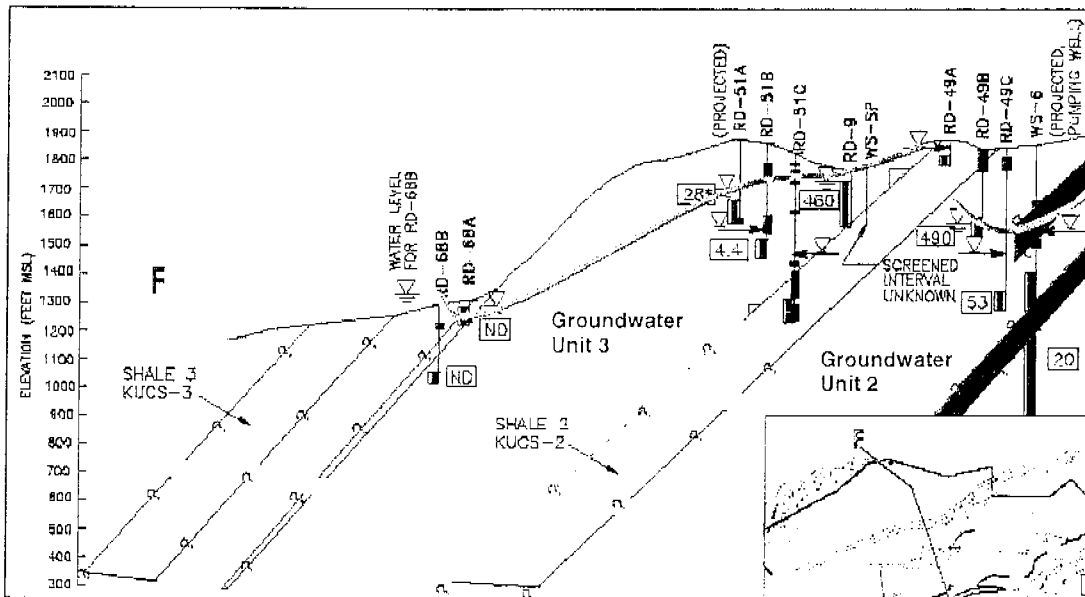 2100
2000
1900
1800
1700
1600
1500
1400
1300
1200
1100
1000
900
800
700
600
500
400
300
ELEVATION (FEET MSL)
F
WATER LEVEL
FOR RD-68B
RD-68B
RD-68A
(PROJECTED)
RD-51A
RD-51B
RD-51C
RD-9
WS-SP
RD-49A
RD-49B
RD-49C
WS-6
(PROJECTED,
PUMPING WELL)
28*
4.4
460
490
53
20
ND
ND
SCREENED
INTERVAL
UNKNOWN
Groundwater
Unit 3
Groundwater
Unit 2
SHALE 3
KUCS-3
SHALE 2
KUCS-2
F